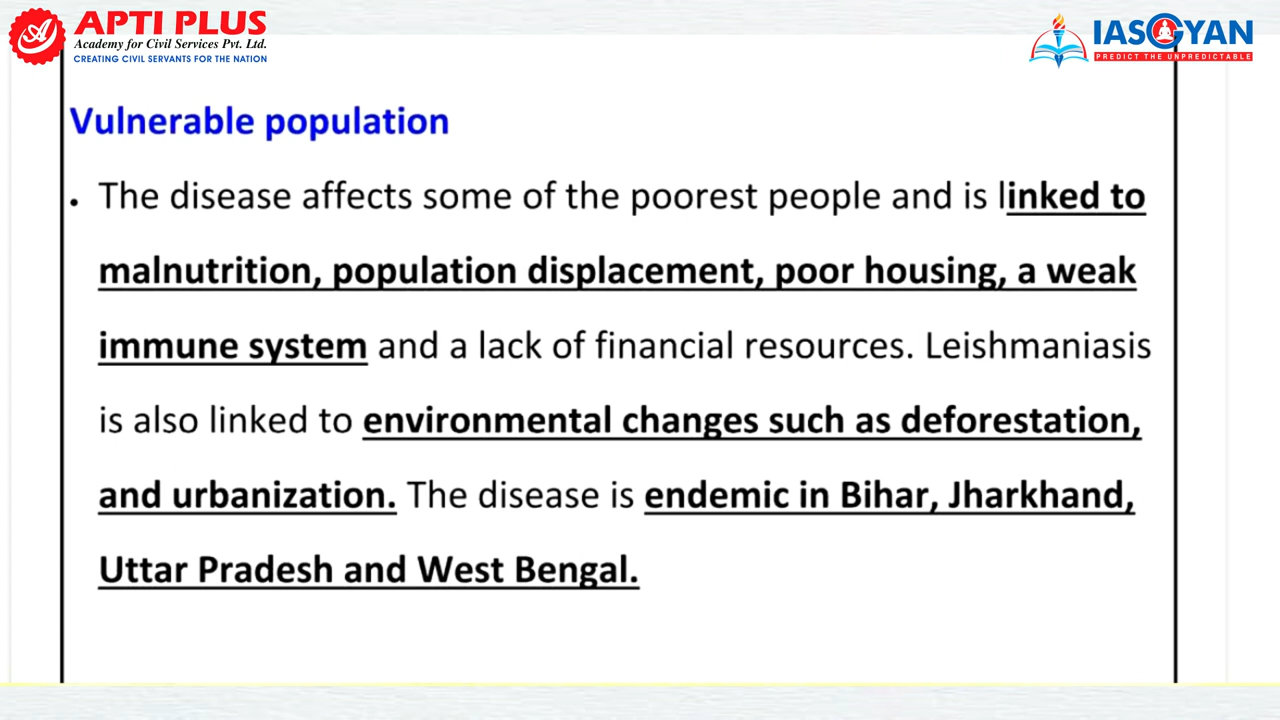 APTI PLUS
Academy for Civil Services Pvt. Ltd.
CREATING CIVIL SERVANTS FOR THE NATION
IASGYAN
PREDICT THE UNPREDICTABLE
Vulnerable population
• The disease affects some of the poorest people and is linked to
malnutrition, population displacement, poor housing, a weak
immune system and a lack of financial resources. Leishmaniasis
is also linked to environmental changes such as deforestation,
and urbanization. The disease is endemic in Bihar, Jharkhand,
Uttar Pradesh and West Bengal.